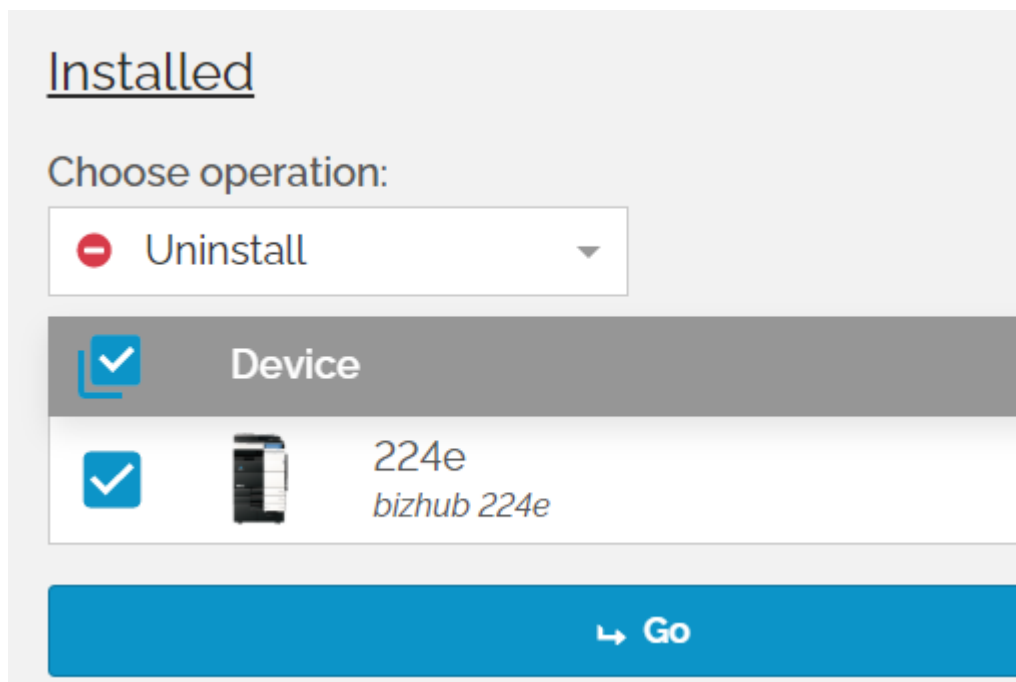 Installed
Choose operation:
Uninstall
Device
224e
bizhub 224e
Go